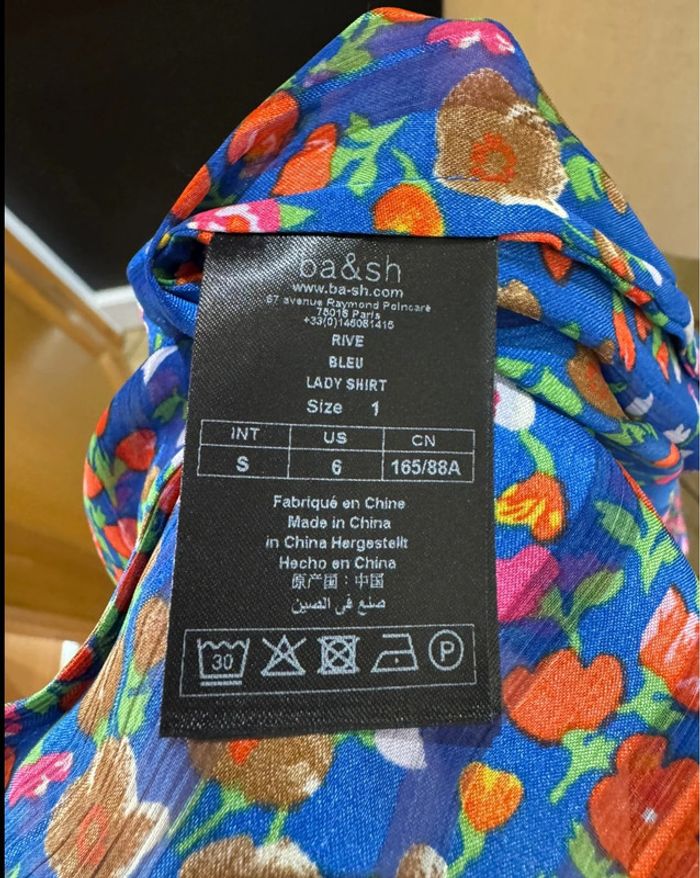 ba&sh
www.ba-sh.com
67 avenue Raymond Poincaré
75016 Paris
+33(0)146081415
RIVE
BLEU
LADY SHIRT
Size 1
INT US CN
S 6 165/88A
Fabriqué en Chine
Made in China
in China Hergestellt
Hecho en China
原产国：中国
صنع في الصين
30
P